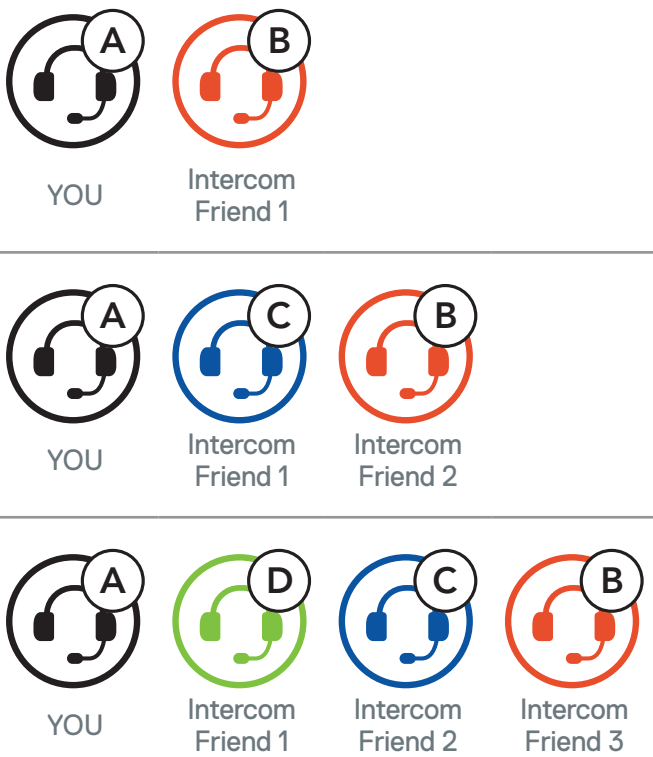 A B
YOU Intercom Friend 1
A C B
YOU Intercom Friend 1 Intercom Friend 2
A D C B
YOU Intercom Friend 1 Intercom Friend 2 Intercom Friend 3